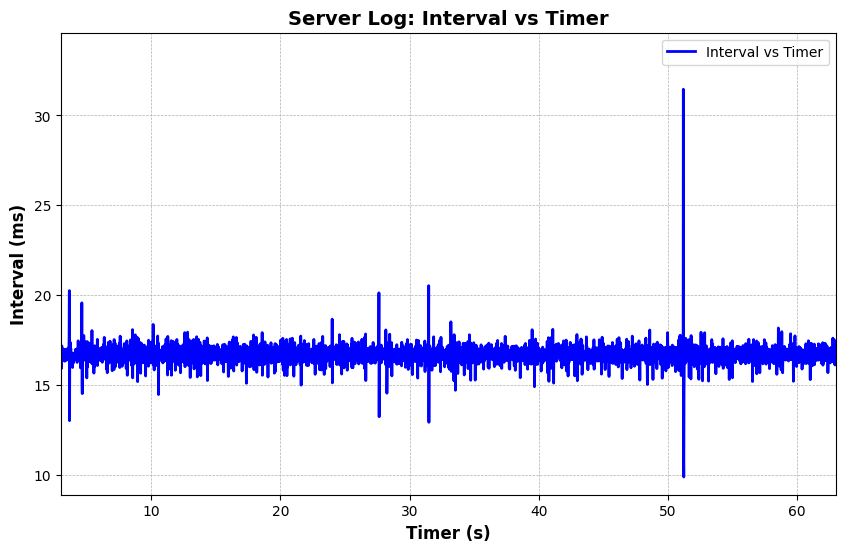 Server Log: Interval vs Timer
Interval vs Timer
Interval (ms)
30
25
20
15
10
10 20 30 40 50 60
Timer (s)